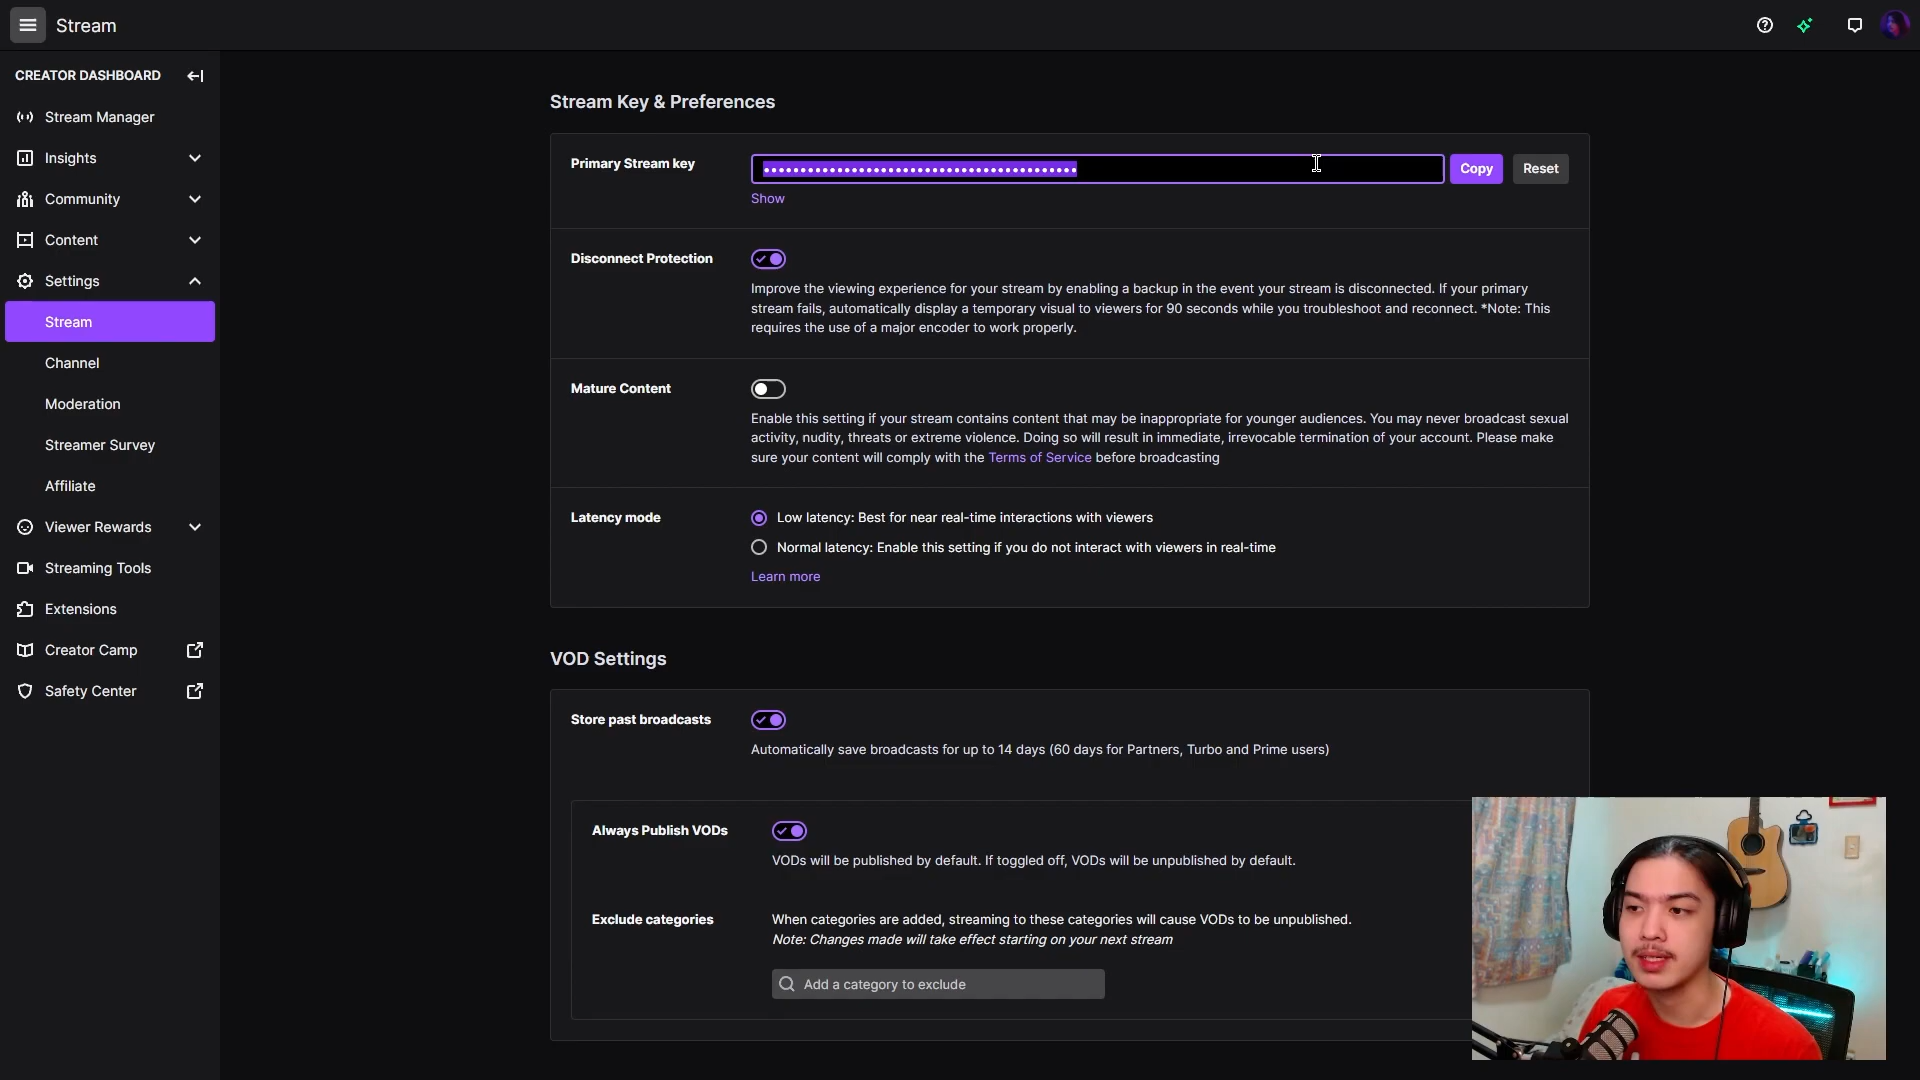 Stream
CREATOR DASHBOARD
Stream Manager
Insights
Community
Content
Settings
Stream
Channel
Moderation
Streamer Survey
Affiliate
Viewer Rewards
Streaming Tools
Extensions
Creator Camp
Safety Center
Stream Key & Preferences
Primary Stream key
Copy
Reset
Show
Disconnect Protection
Improve the viewing experience for your stream by enabling a backup in the event your stream is disconnected. If your primary
stream fails, automatically display a temporary visual to viewers for 90 seconds while you troubleshoot and reconnect. *Note: This
requires the use of a major encoder to work properly.
Mature Content
Enable this setting if your stream contains content that may be inappropriate for younger audiences. You may never broadcast sexual
activity, nudity, threats or extreme violence. Doing so will result in immediate, irrevocable termination of your account. Please make
sure your content will comply with the Terms of Service before broadcasting
Latency mode
Low latency: Best for near real-time interactions with viewers
Normal latency: Enable this setting if you do not interact with viewers in real-time
Learn more
VOD Settings
Store past broadcasts
Automatically save broadcasts for up to 14 days (60 days for Partners, Turbo and Prime users)
Always Publish VODs
VODs will be published by default. If toggled off, VODs will be unpublished by default.
Exclude categories
When categories are added, streaming to these categories will cause VODs to be unpublished.
Note: Changes made will take effect starting on your next stream
Add a category to exclude